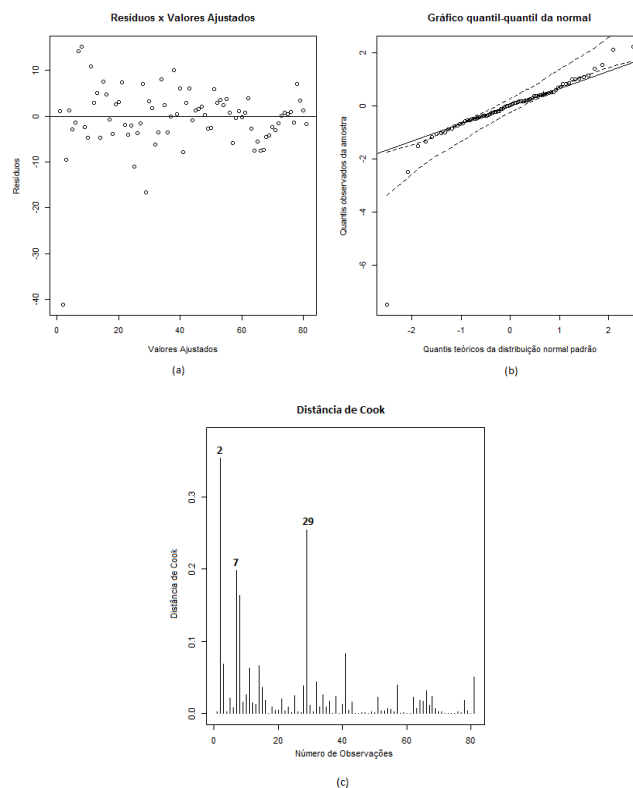 Resíduos x Valores Ajustados
10
0
-10
-20
-30
-40
Resíduos
0
20
40
60
80
Valores Ajustados
(a)
Gráfico quantil-quantil da normal
2
0
-2
-4
-6
Quantis observados da amostra
-2
-1
0
1
2
Quantis teóricos da distribuição normal padrão
(b)
Distância de Cook
0.3
0.2
0.1
0.0
Distância de Cook
2
7
29
0
20
40
60
80
Número de Observações
(c)